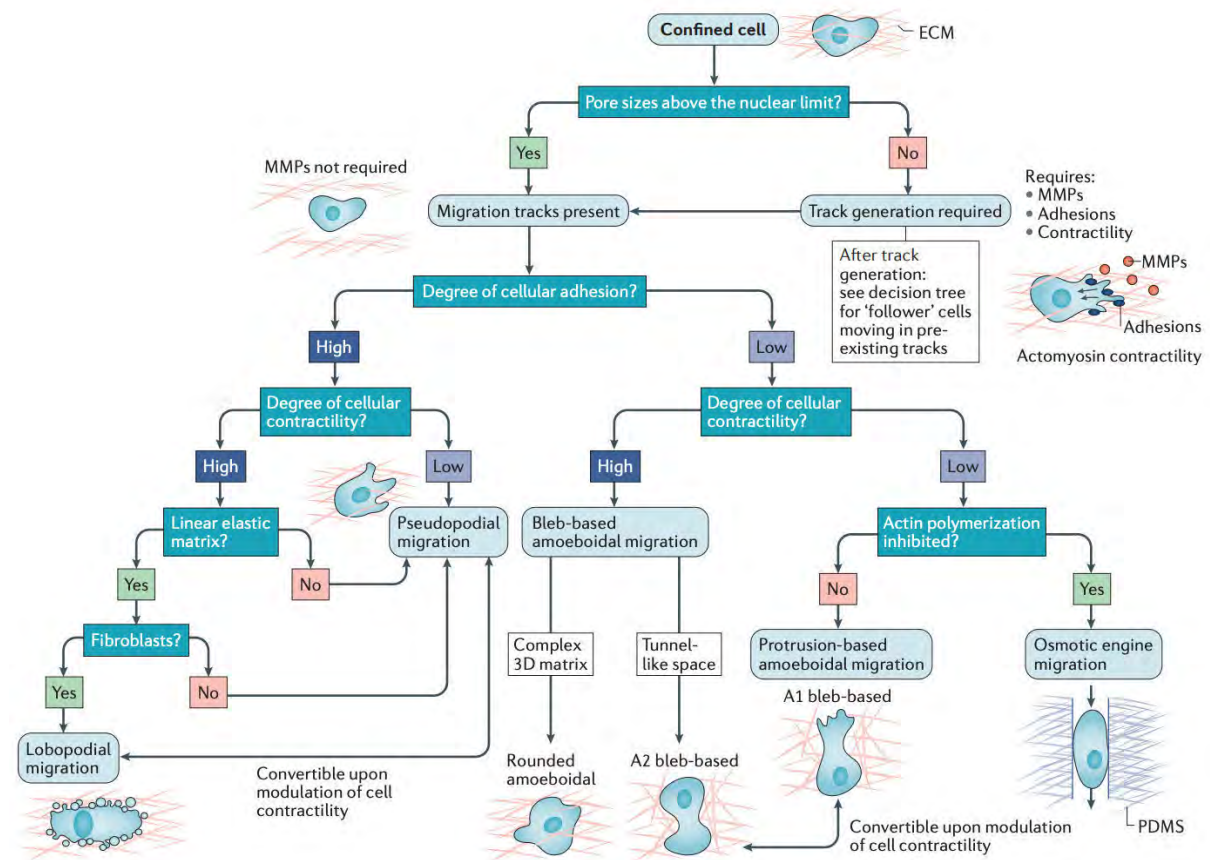 Confined cell
ECM
Pore sizes above the nuclear limit?
Yes
No
MMPs not required
Migration tracks present
Track generation required
Requires:
• MMPs
• Adhesions
• Contractility
After track
generation:
see decision tree
for ‘follower’ cells
moving in pre-
existing tracks
MMPs
Adhesions
Actomyosin contractility
Degree of cellular adhesion?
High
Low
Degree of cellular
contractility?
Degree of cellular
contractility?
High
Low
High
Low
Linear elastic
matrix?
Pseudopodial
migration
Bleb-based
amoeboidal migration
Actin polymerization
inhibited?
Yes
No
No
Yes
Fibroblasts?
Complex
3D matrix
Tunnel-
like space
Protrusion-based
amoeboidal migration
Osmotic engine
migration
Yes
No
A1 bleb-based
Lobopodial
migration
Convertible upon
modulation of cell
contractility
Rounded
amoeboidal
A2 bleb-based
Convertible upon modulation
of cell contractility
PDMS